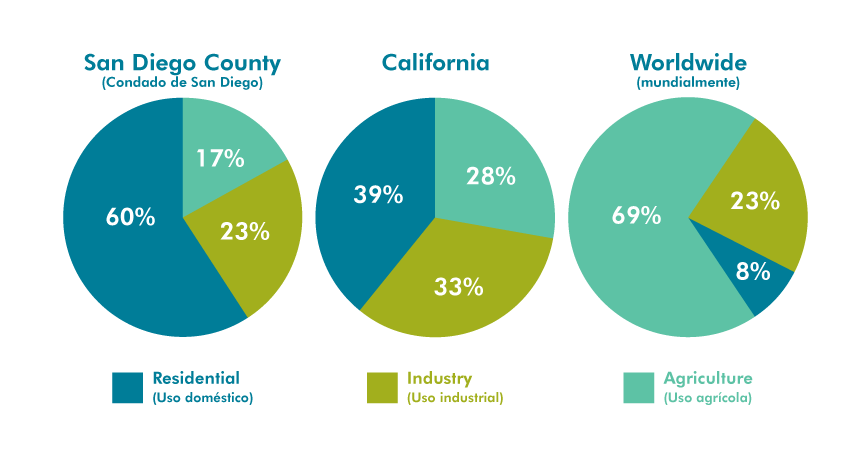 San Diego County
(Condado de San Diego)
California
Worldwide
(mundialmente)
17%
60%
23%
28%
39%
33%
69%
23%
8%
Residential
(Uso doméstico)
Industry
(Uso industrial)
Agriculture
(Uso agrícola)